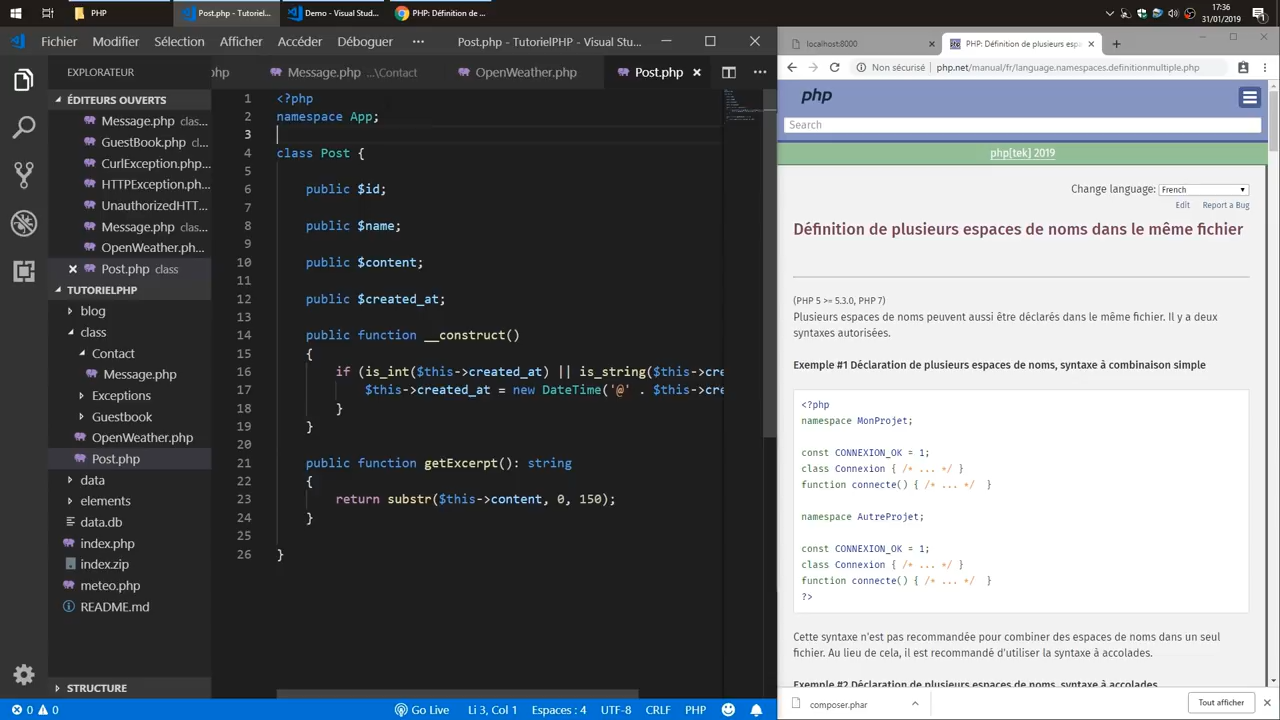 PHP
Post.php - Tutoriel...
Demo - Visual Stud...
PHP: Définition de ...
17:36
31/01/2019
Fichier
Modifier
Sélection
Afficher
Accéder
Déboguer
...
Post.php - TutorielPHP - Visual Stu...
EXPLORATEUR
ÉDITEURS OUVERTS
Message.php clas...
GuestBook.php clas...
CurlException.php...
HTTPException.ph...
UnauthorizedHTT...
Message.php clas...
OpenWeather.ph...
Post.php class
TUTORIELPHP
blog
class
Contact
Message.php
Exceptions
Guestbook
OpenWeather.php
Post.php
data
elements
data.db
index.php
index.zip
meteo.php
README.md
STRUCTURE
php
Message.php ...\Contact
OpenWeather.php
Post.php
1 <?php
2 namespace App;
3
4 class Post {
5
6 public $id;
7
8 public $name;
9
10 public $content;
11
12 public $created_at;
13
14 public function __construct()
15 {
16 if (is_int($this->created_at) || is_string($this->cre
17 $this->created_at = new DateTime('@' . $this->cre
18 }
19 }
20
21 public function getExcerpt(): string
22 {
23 return substr($this->content, 0, 150);
24 }
25
26 }
0 0
Go Live
Li 3, Col 1
Espaces : 4
UTF-8
CRLF
PHP
localhost:8000
PHP: Définition de plusieurs espa
Non sécurisé
php.net/manual/fr/language.namespaces.definitionmultiple.php
php
Search
php[tek] 2019
Change language: French
Edit
Report a Bug
Définition de plusieurs espaces de noms dans le même fichier
(PHP 5 >= 5.3.0, PHP 7)
Plusieurs espaces de noms peuvent aussi être déclarés dans le même fichier. Il y a deux
syntaxes autorisées.
Exemple #1 Déclaration de plusieurs espaces de noms, syntaxe à combinaison simple
<?php
namespace MonProjet;
const CONNEXION_OK = 1;
class Connexion { /* ... */ }
function connecte() { /* ... */ }
namespace AutreProjet;
const CONNEXION_OK = 1;
class Connexion { /* ... */ }
function connecte() { /* ... */ }
?>
Cette syntaxe n'est pas recommandée pour combiner des espaces de noms dans un seul
fichier. Au lieu de cela, il est recommandé d'utiliser la syntaxe à accolades.
Exemple #2 Déclaration de plusieurs espaces de noms, syntaxe à accolades
composer.phar
Tout afficher